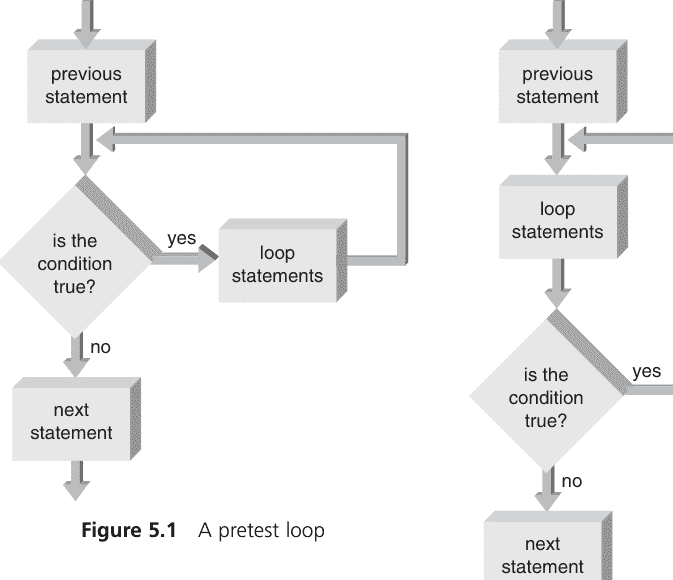 previous
statement
is the
condition
true?
yes
loop
statements
no
next
statement
Figure 5.1 A pretest loop
previous
statement
loop
statements
is the
condition
true?
yes
no
next
statement